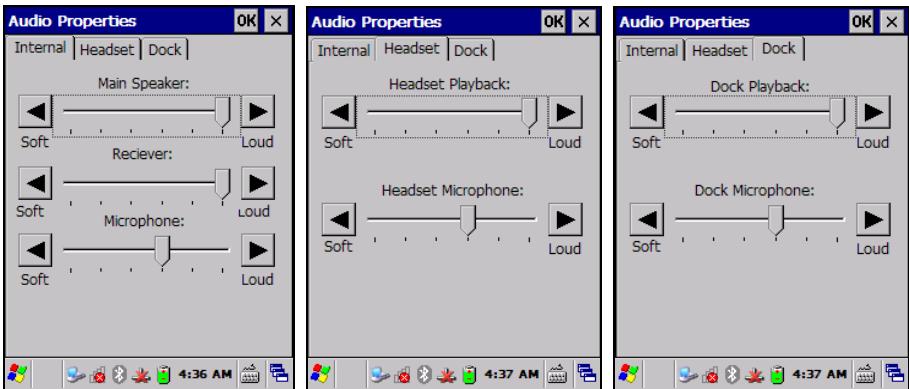 Audio Properties OK ×
Internal Headset Dock
Main Speaker:
Soft Loud
Reciever:
Soft Loud
Microphone:
Soft Loud
4:36 AM
Audio Properties OK ×
Internal Headset Dock
Headset Playback:
Soft Loud
Headset Microphone:
Soft Loud
4:37 AM
Audio Properties OK ×
Internal Headset Dock
Dock Playback:
Soft Loud
Dock Microphone:
Soft Loud
4:37 AM